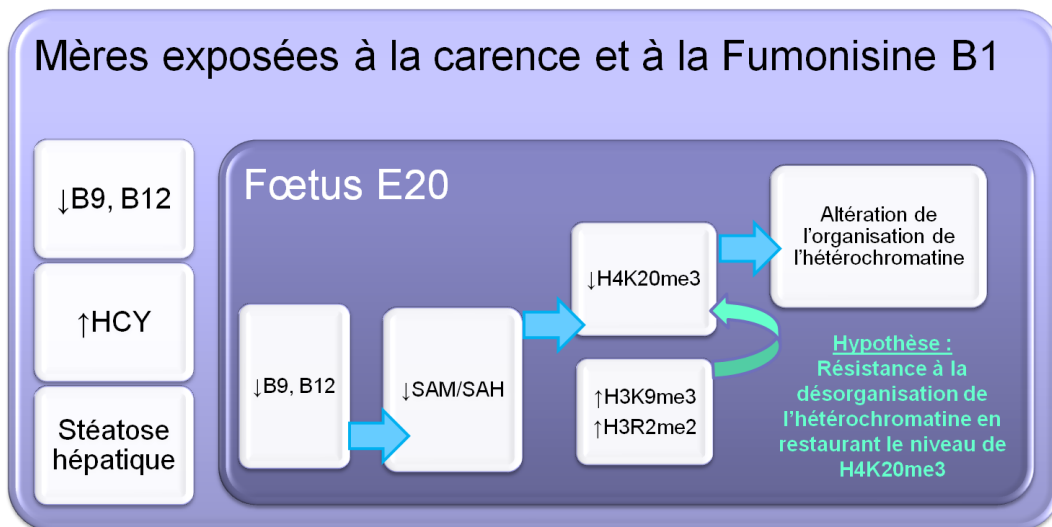 Mères exposées à la carence et à la Fumonisine B1
↓B9, B12
↑HCY
Stéatose
hépatique
Fœtus E20
↓B9, B12
↓SAM/SAH
↓H4K20me3
↑H3K9me3
↑H3R2me2
Altération de
l'organisation de
l'hétérochromatine
Hypothèse :
Résistance à la
désorganisation de
l'hétérochromatine en
restaurant le niveau de
H4K20me3